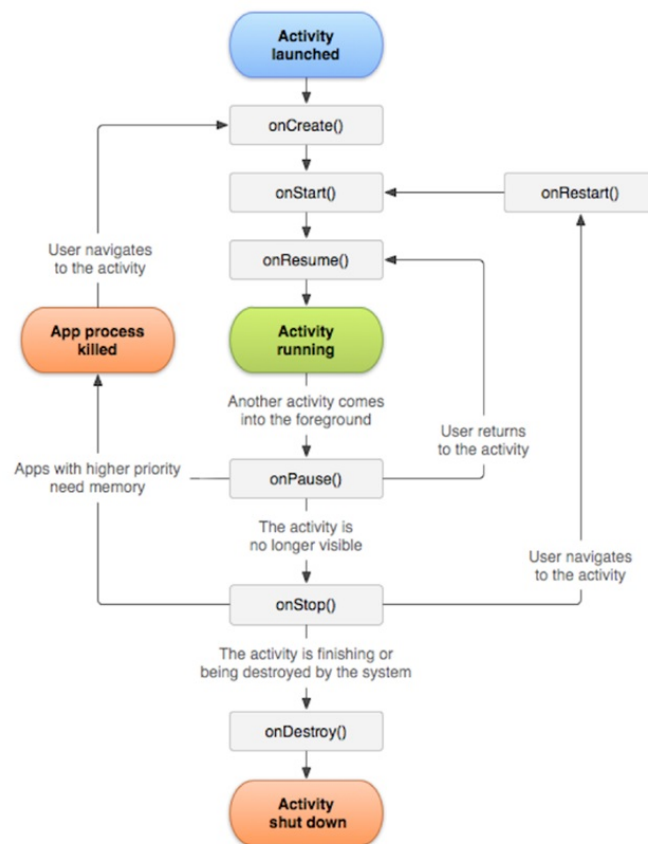 Activity
launched
onCreate()
onStart()
onRestart()
User navigates
to the activity
onResume()
App process
killed
Activity
running
Another activity comes
into the foreground
User returns
to the activity
Apps with higher priority
need memory
onPause()
The activity is
no longer visible
User navigates
to the activity
onStop()
The activity is finishing or
being destroyed by the system
onDestroy()
Activity
shut down